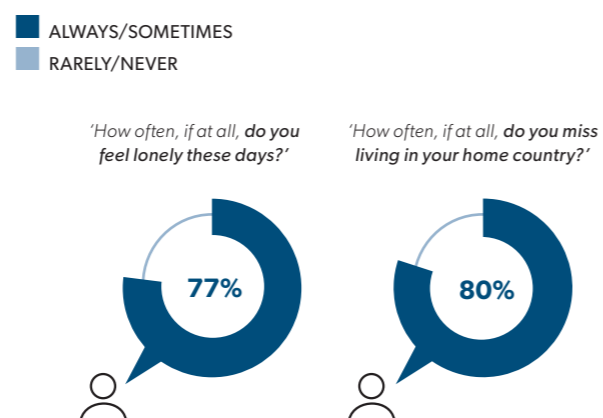 ALWAYS/SOMETIMES
RARELY/NEVER
‘How often, if at all, do you
feel lonely these days?’
‘How often, if at all, do you miss
living in your home country?’
77%
80%